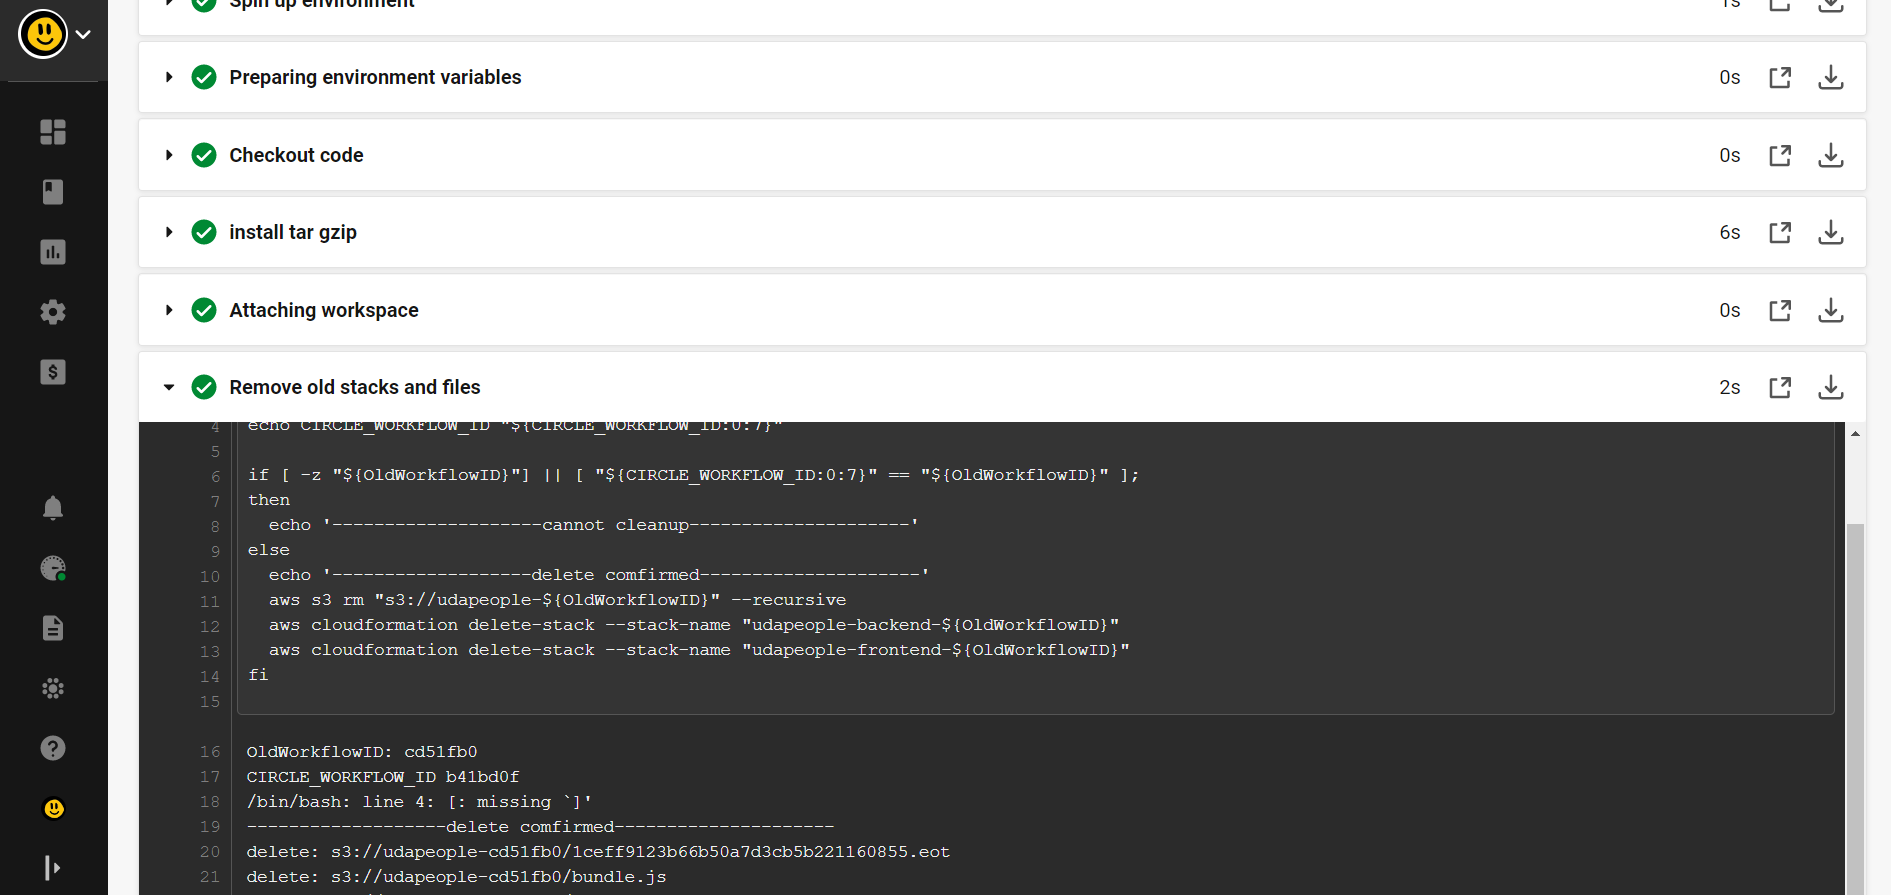 Spin up environment 1s
Preparing environment variables 0s
Checkout code 0s
install tar gzip 6s
Attaching workspace 0s
Remove old stacks and files 2s
4 echo CIRCLE_WORKFLOW_ID "${CIRCLE_WORKFLOW_ID:0:7}"
5
6 if [ -z "${OldWorkflowID}"] || [ "${CIRCLE_WORKFLOW_ID:0:7}" == "${OldWorkflowID}" ];
7 then
8 echo '--------------------cannot cleanup---------------------'
9 else
10 echo '-------------------delete comfirmed---------------------'
11 aws s3 rm "s3://udapeople-${OldWorkflowID}" --recursive
12 aws cloudformation delete-stack --stack-name "udapeople-backend-${OldWorkflowID}"
13 aws cloudformation delete-stack --stack-name "udapeople-frontend-${OldWorkflowID}"
14 fi
15
16 OldWorkflowID: cd51fb0
17 CIRCLE_WORKFLOW_ID b41bd0f
18 /bin/bash: line 4: [: missing `]'
19 -------------------delete comfirmed---------------------
20 delete: s3://udapeople-cd51fb0/1ceff9123b66b50a7d3cb5b221160855.eot
21 delete: s3://udapeople-cd51fb0/bundle.js